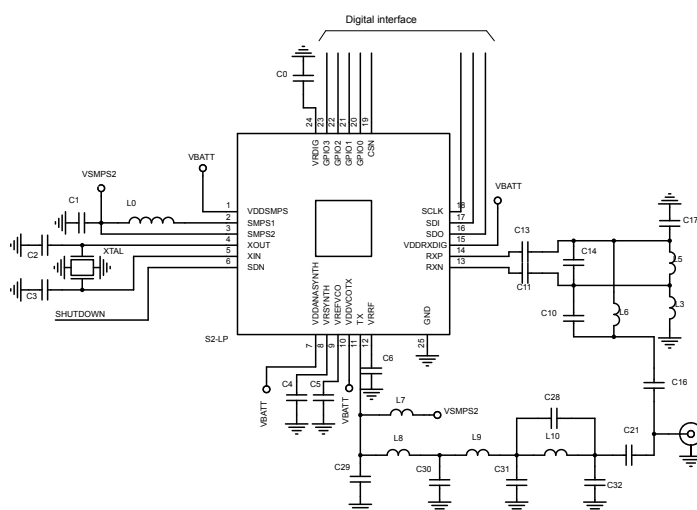 Digital interface
C0
24
23
22
21
20
19
VRDIG
GPIO3
GPIO2
GPIO1
GPIO0
CSN
VBATT
VSMPS2
C1
L0
1
2
3
4
5
6
VDDSMPS
SMPS1
SMPS2
XOUT
XIN
SDN
C2
XTAL
C3
SHUTDOWN
SCLK
SDI
SDO
VDDRXDIG
RXP
RXN
18
17
16
15
14
13
VBATT
C13
C11
C14
C10
L6
C17
L5
L3
C16
S2-LP
VDDANASYNTH
VRSYNTH
VREFVCO
VDDVCOTX
TX
VRRF
GND
7
8
9
10
11
12
25
VBATT
C4
C5
VBATT
C6
L7
VSMPS2
C28
L8
L9
L10
C21
C29
C30
C31
C32